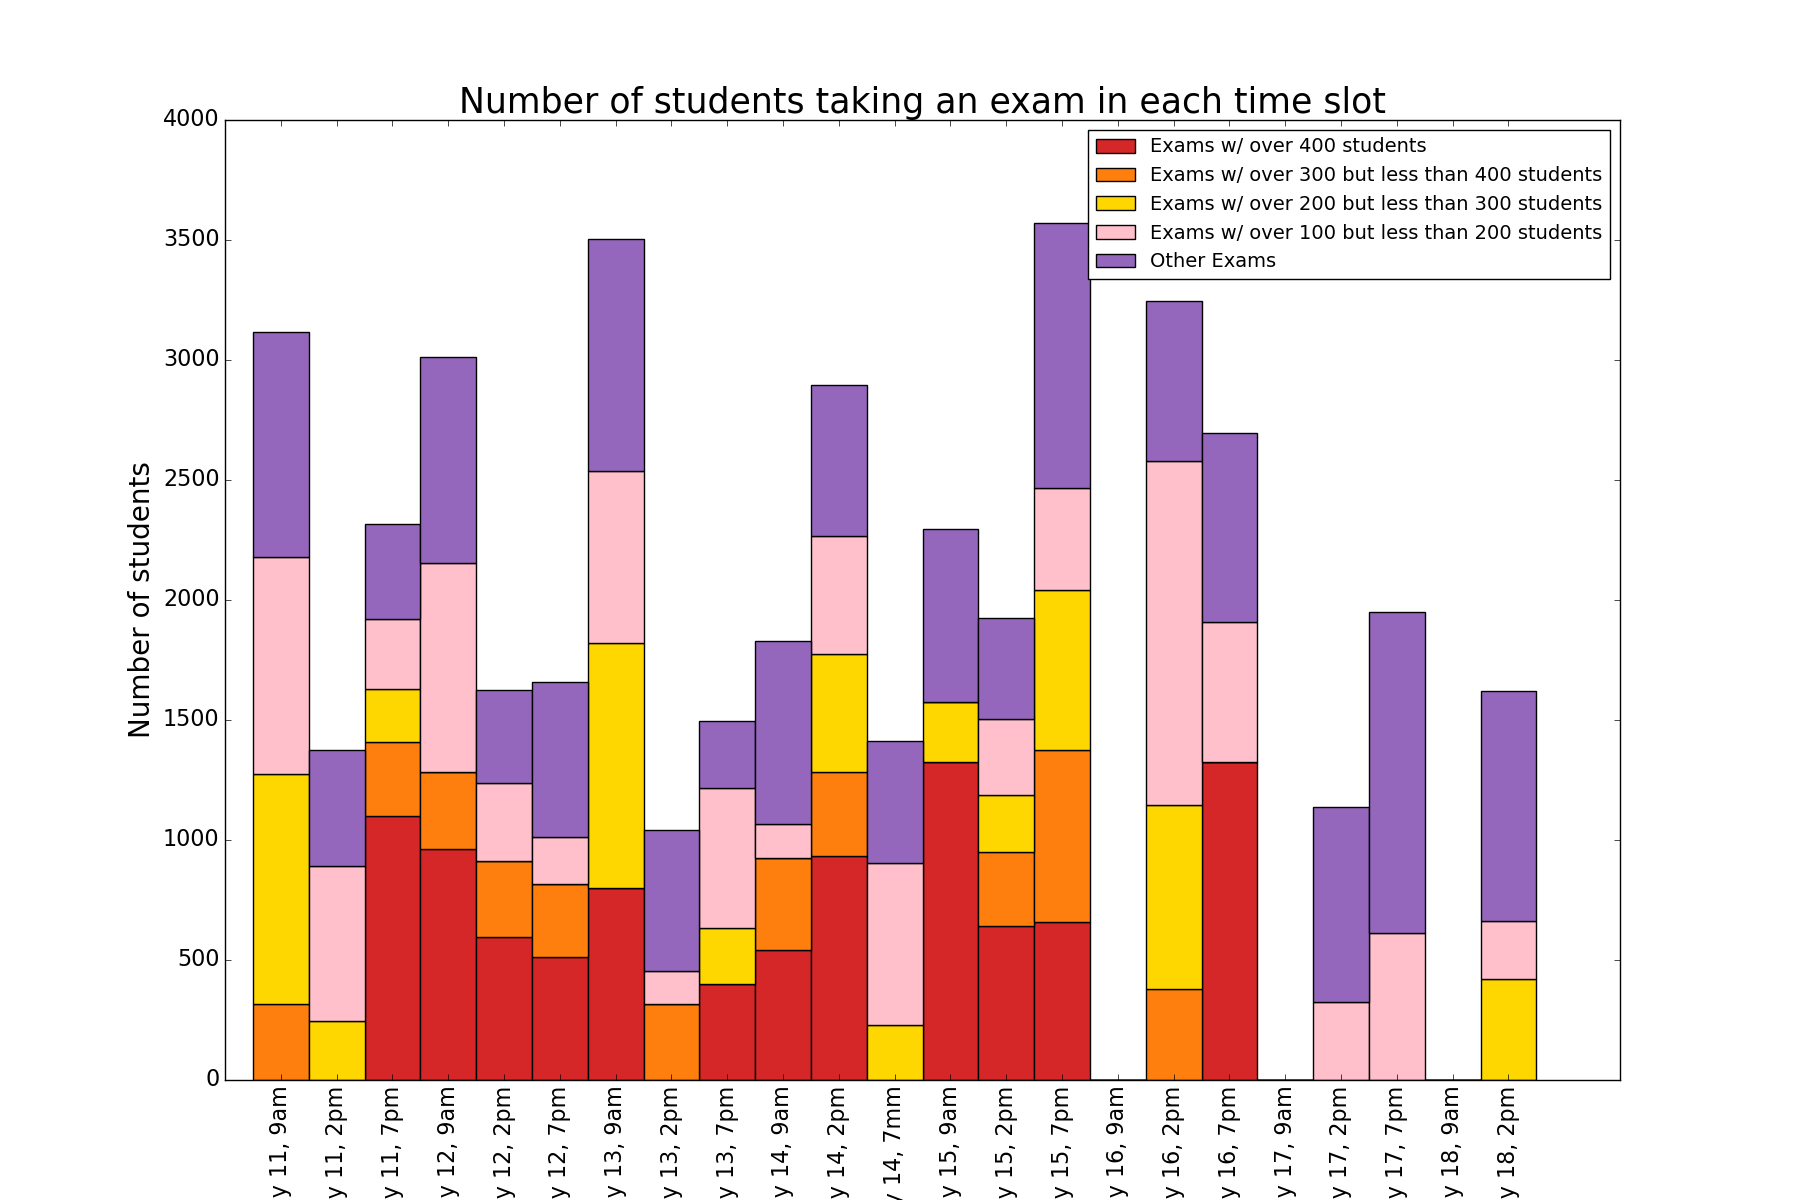 Number of students taking an exam in each time slot
Exams w/ over 400 students
Exams w/ over 300 but less than 400 students
Exams w/ over 200 but less than 300 students
Exams w/ over 100 but less than 200 students
Other Exams
Number of students
4000
3500
3000
2500
2000
1500
1000
500
0
y 11, 9am
y 11, 2pm
y 11, 7pm
y 12, 9am
y 12, 2pm
y 12, 7pm
y 13, 9am
y 13, 2pm
y 13, 7pm
y 14, 9am
y 14, 2pm
y 14, 7mm
y 15, 9am
y 15, 2pm
y 15, 7pm
y 16, 9am
y 16, 2pm
y 16, 7pm
y 17, 9am
y 17, 2pm
y 17, 7pm
y 18, 9am
y 18, 2pm